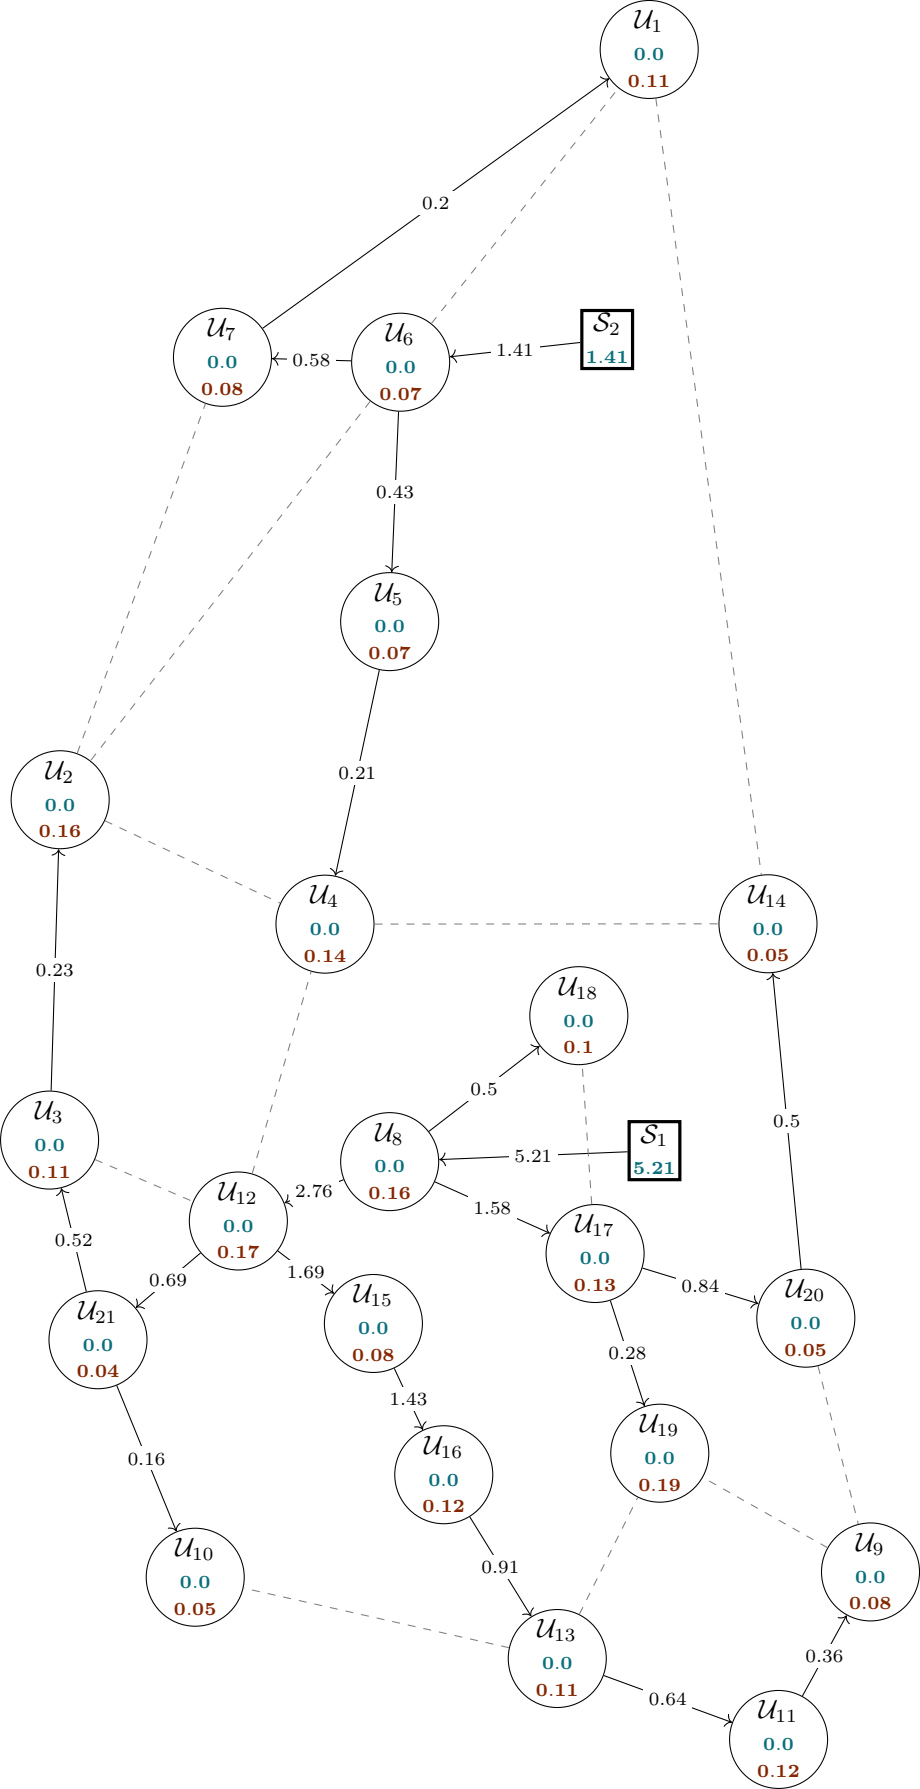 𝒰₁
0.0
0.11
0.2
𝒰₇
0.0
0.08
0.58
𝒰₆
0.0
0.07
1.41
𝒮₂
1.41
0.43
𝒰₅
0.0
0.07
0.21
𝒰₂
0.0
0.16
𝒰₄
0.0
0.14
𝒰₁₄
0.0
0.05
0.23
𝒰₁₈
0.0
0.1
0.5
0.5
𝒰₃
0.0
0.11
𝒰₈
0.0
0.16
5.21
𝒮₁
5.21
𝒰₁₂
0.0
0.17
2.76
1.58
𝒰₁₇
0.0
0.13
0.52
0.69
1.69
0.84
𝒰₂₁
0.0
0.04
𝒰₁₅
0.0
0.08
𝒰₂₀
0.0
0.05
0.28
1.43
0.16
𝒰₁₆
0.0
0.12
𝒰₁₉
0.0
0.19
𝒰₁₀
0.0
0.05
0.91
𝒰₉
0.0
0.08
𝒰₁₃
0.0
0.11
0.36
0.64
𝒰₁₁
0.0
0.12